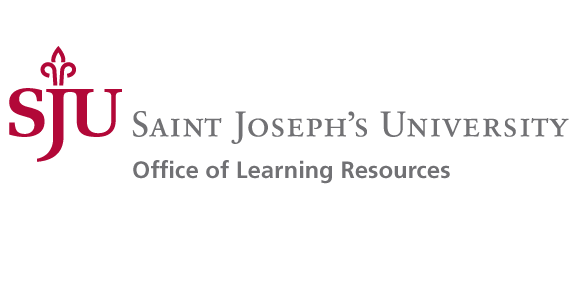 SJU SAINT JOSEPH'S UNIVERSITY
Office of Learning Resources